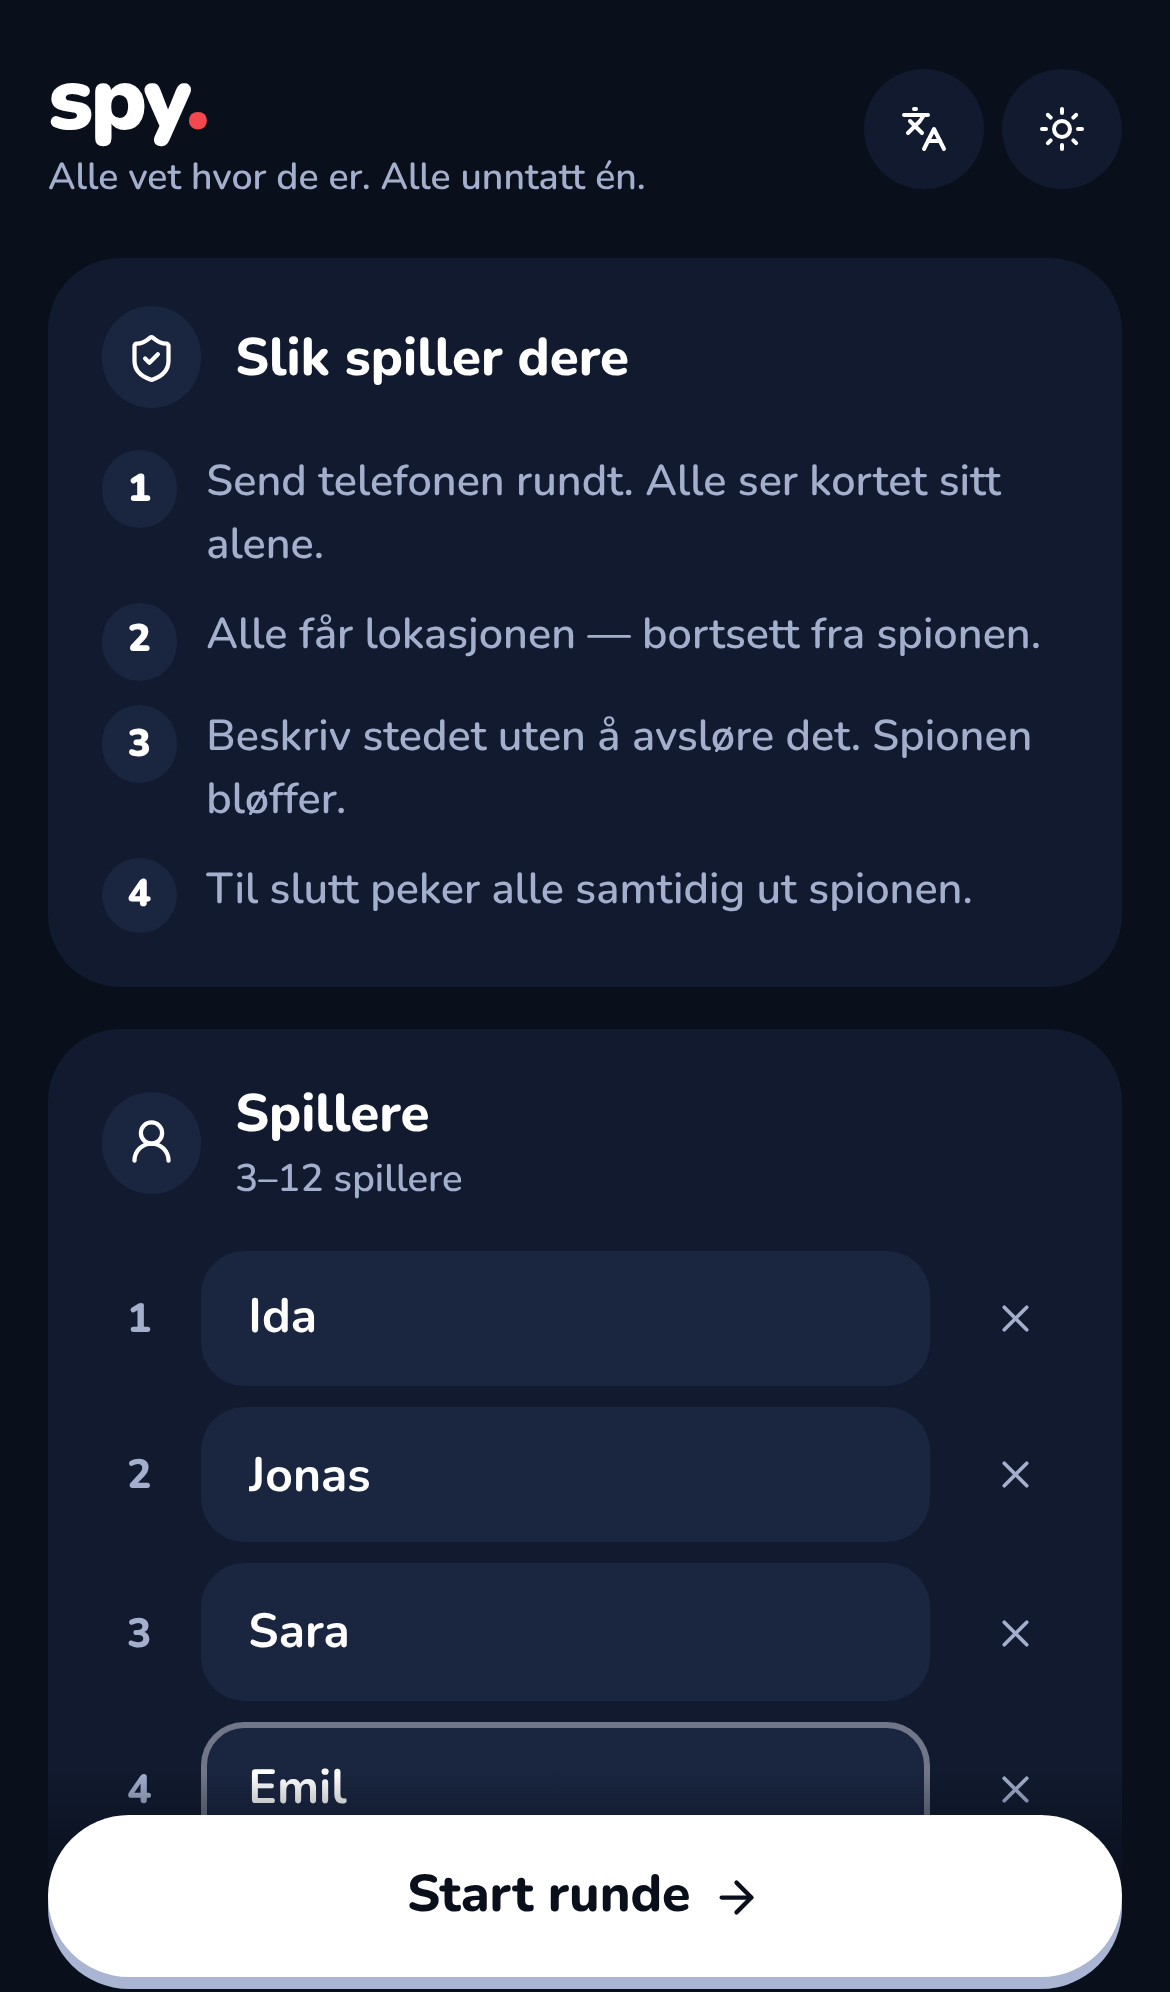 spy.
Alle vet hvor de er. Alle unntatt én.
Slik spiller dere
1 Send telefonen rundt. Alle ser kortet sitt
alene.
2 Alle får lokasjonen — bortsett fra spionen.
3 Beskriv stedet uten å avsløre det. Spionen
bløffer.
4 Til slutt peker alle samtidig ut spionen.
Spillere
3–12 spillere
1 Ida
2 Jonas
3 Sara
4 Emil
Start runde →